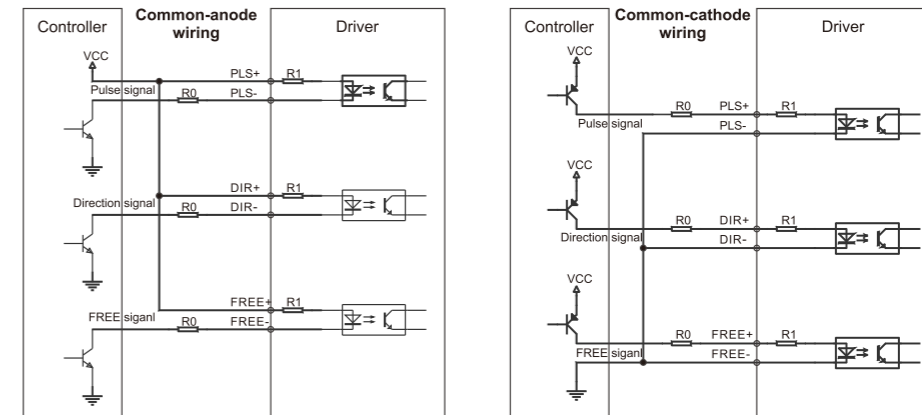 Controller
Common-anode
wiring
Driver
VCC
PLS+
R1
Pulse signal
R0
PLS-
DIR+
R1
Direction signal
R0
DIR-
FREE+
R1
FREE siganl
R0
FREE-
Controller
Common-cathode
wiring
Driver
VCC
R0
PLS+
R1
Pulse signal
PLS-
VCC
R0
DIR+
R1
Direction signal
DIR-
VCC
R0
FREE+
R1
FREE siganl
FREE-